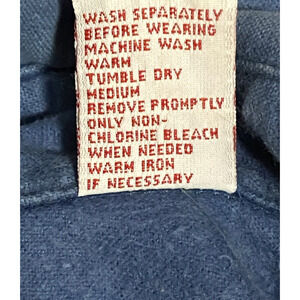 WASH SEPARATELY
BEFORE WEARING
MACHINE WASH
WARM
TUMBLE DRY
MEDIUM
REMOVE PROMPTLY
ONLY NON-
CHLORINE BLEACH
WHEN NEEDED
WARM IRON
IF NECESSARY